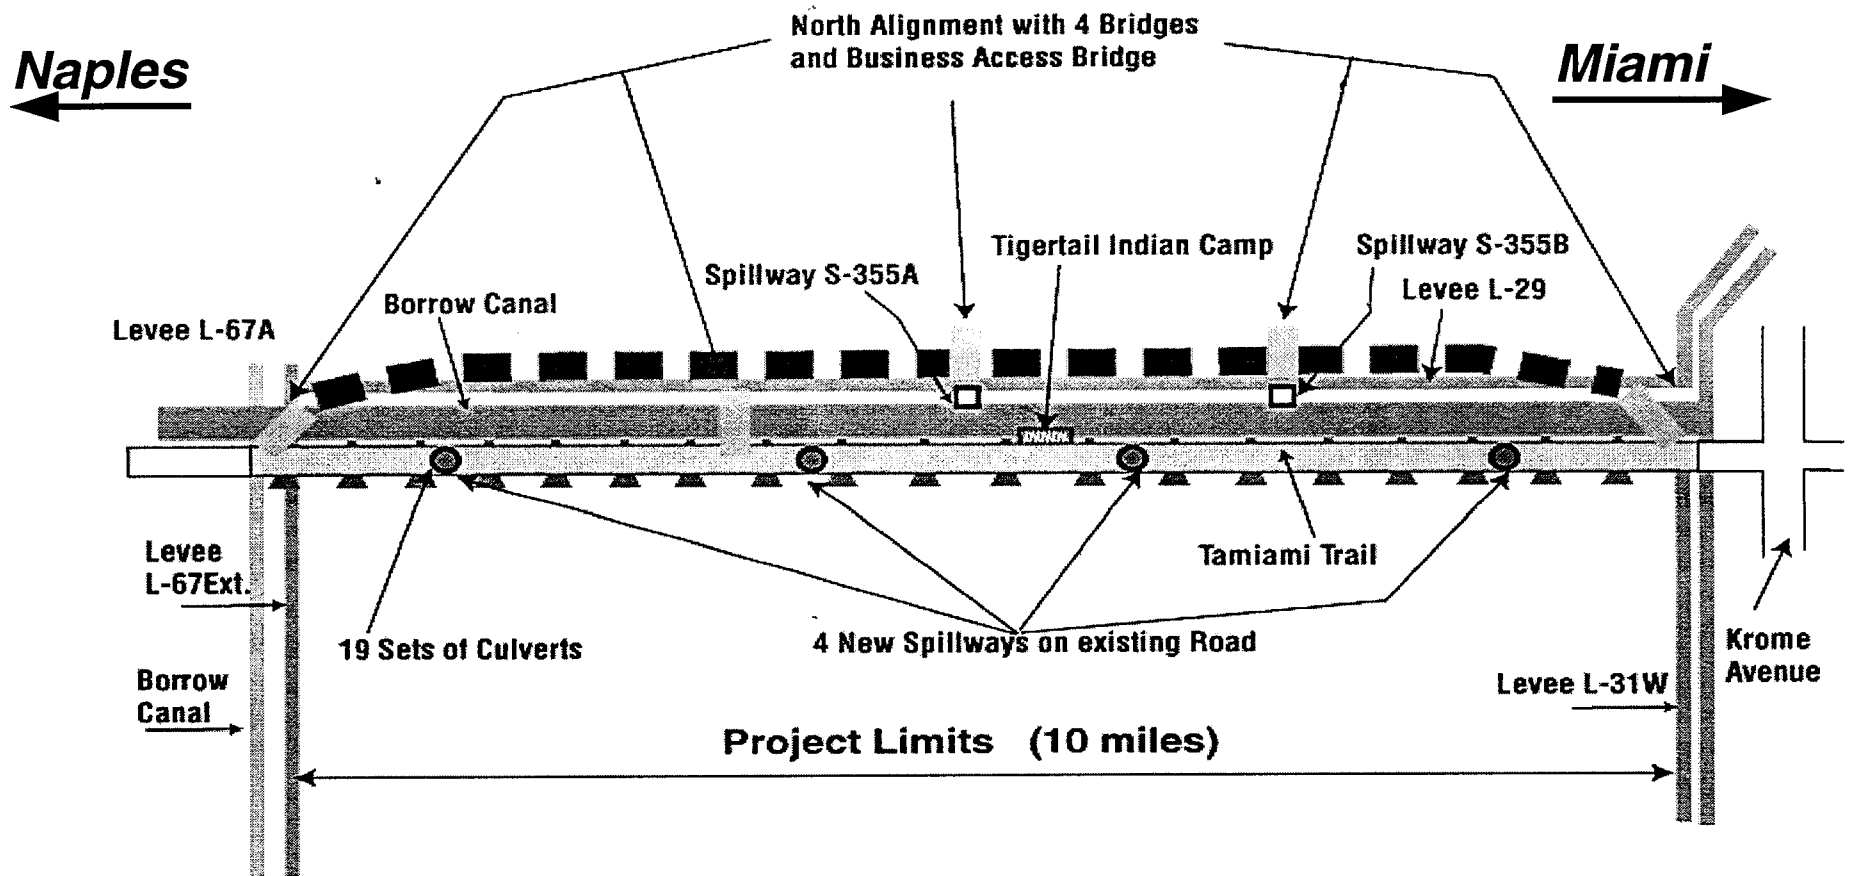 North Alignment with 4 Bridges
and Business Access Bridge
Naples
Miami
Tigertail Indian Camp
Spillway S-355B
Spillway S-355A
Levee L-29
Borrow Canal
Levee L-67A
Levee
L-67Ext.
Tamiami Trail
19 Sets of Culverts
4 New Spillways on existing Road
Krome
Avenue
Borrow
Canal
Levee L-31W
Project Limits (10 miles)